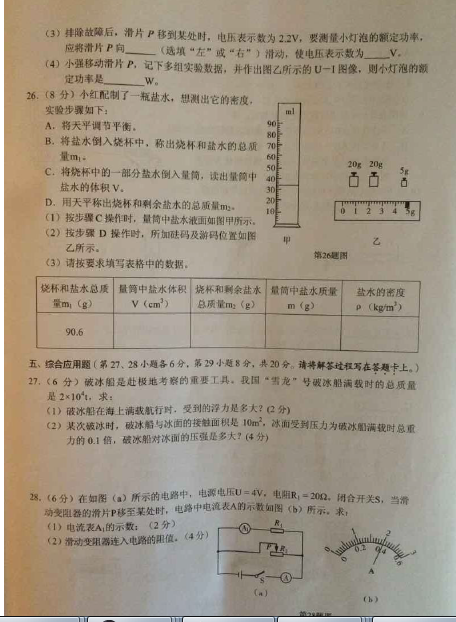 (3) 排除故障后，滑片 P 移到某处时，电压表示数为 2.2V，要测量小灯泡的额定功率，
应将滑片 P 向______（选填“左”或“右”）滑动，使电压表示数为_____V。
(4) 小强移动滑片 P，记下多组实验数据，并作出图乙所示的 U—I 图像，则小灯泡的额
定功率是________W。
26.（8 分）小红配制了一瓶盐水，想测出它的密度，
实验步骤如下：
A．将天平调节平衡。
B．将盐水倒入烧杯中，称出烧杯和盐水的总质
量m₁。
C．将烧杯中的一部分盐水倒入量筒，读出量筒中
盐水的体积 V。
D．用天平称出烧杯和剩余盐水的总质量m₂。
(1) 按步骤 C 操作时，量筒中盐水液面如图甲所示。
(2) 按步骤 D 操作时，所加砝码及游码位置如图
乙所示。
(3) 请按要求填写表格中的数据。
ml
90
80
70
60
50
40
30
20
10
甲
20g 20g 5g
0 1 2 3 4 5g
乙
第26题图
烧杯和盐水总质量m₁（g） 量筒中盐水体积V（cm³） 烧杯和剩余盐水总质量m₂（g） 量筒中盐水质量m（g） 盐水的密度ρ（kg/m³）
90.6
五、综合应用题（第 27、28 小题各 6 分，第 29 小题 8 分，共 20 分。请将解答过程写在答题卡上。）
27.（6 分）破冰船是赴极地考察的重要工具。我国“雪龙”号破冰船满载时的总质量
是 2×10⁴t，求：
(1) 破冰船在海上满载航行时，受到的浮力是多大？(2 分)
(2) 某次破冰时，破冰船与冰面的接触面积是 10m²，冰面受到压力为破冰船满载时总重
力的 0.1 倍，破冰船对冰面的压强是多大？(4 分)
28.（6 分）在如图（a）所示的电路中，电源电压U＝4V，电阻R₁＝20Ω。闭合开关S，当滑
动变阻器的滑片P移至某处时，电路中电流表A的示数如图（b）所示。求：
(1) 电流表A₁的示数；（2 分）
(2) 滑动变阻器连入电路的阻值。（4 分）
A₁ R₁
P R₂
S A
(a)
0 1 2 3
0 0.2 0.4 0.6
A
(b)